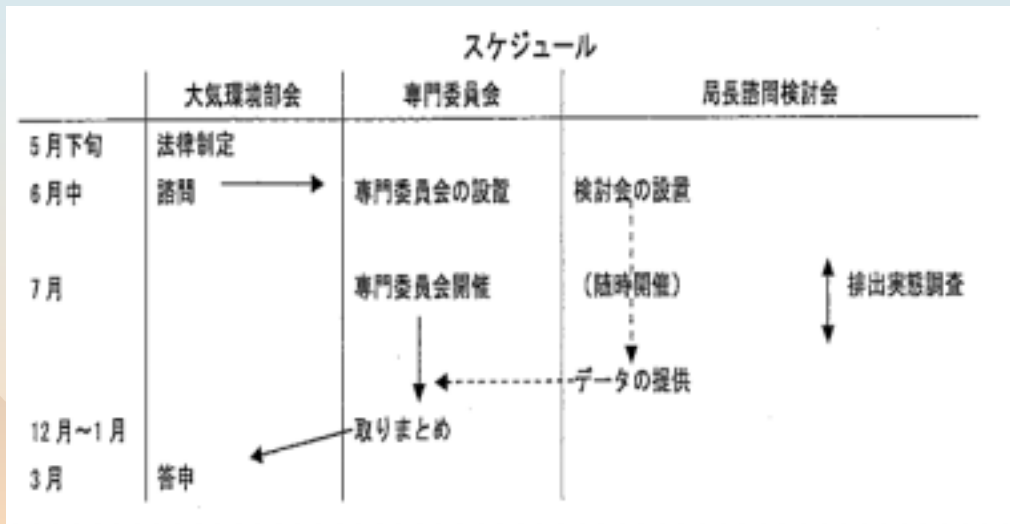 スケジュール
大気環境部会 専門委員会 局長諮問検討会
5月下旬 法律制定
6月中 諮問 専門委員会の設置 検討会の設置
7月 専門委員会開催 (随時開催) 排出実態調査
データの提供
12月~1月 取りまとめ
3月 答申